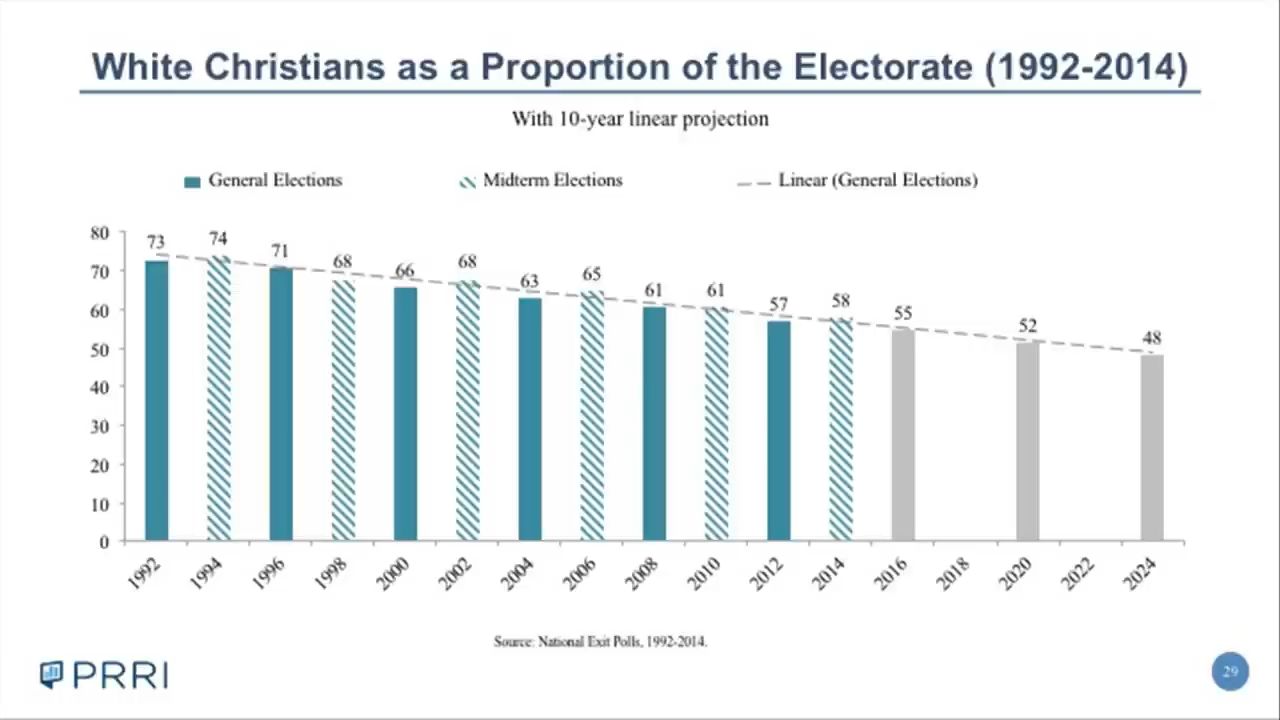 White Christians as a Proportion of the Electorate (1992-2014)
With 10-year linear projection
General Elections Midterm Elections Linear (General Elections)
80
70
60
50
40
30
20
10
0
73 74 71 68 66 68 63 65 61 61 57 58 55 52 48
1992 1994 1996 1998 2000 2002 2004 2006 2008 2010 2012 2014 2016 2018 2020 2022 2024
Source: National Exit Polls, 1992-2014.
PRRI
29